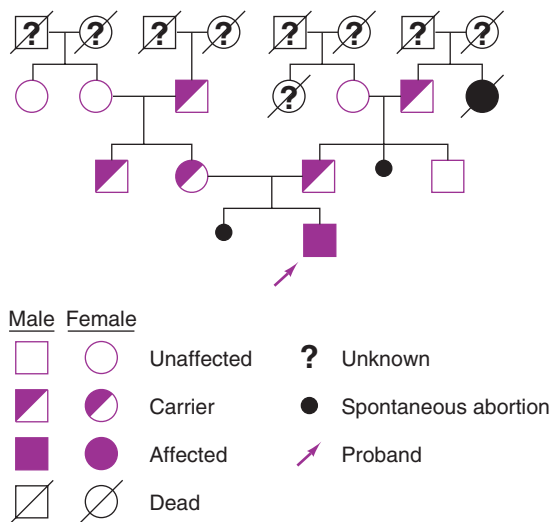 ? ? ? ? ? ? ? ?
?
Male Female
Unaffected ? Unknown
Carrier Spontaneous abortion
Affected Proband
Dead